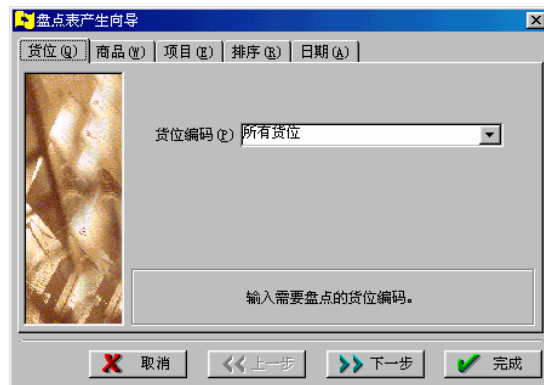 盘点表产生向导
货位(Q) 商品(W) 项目(E) 排序(R) 日期(A)
货位编码(P) 所有货位
输入需要盘点的货位编码。
取消 上一步 下一步 完成